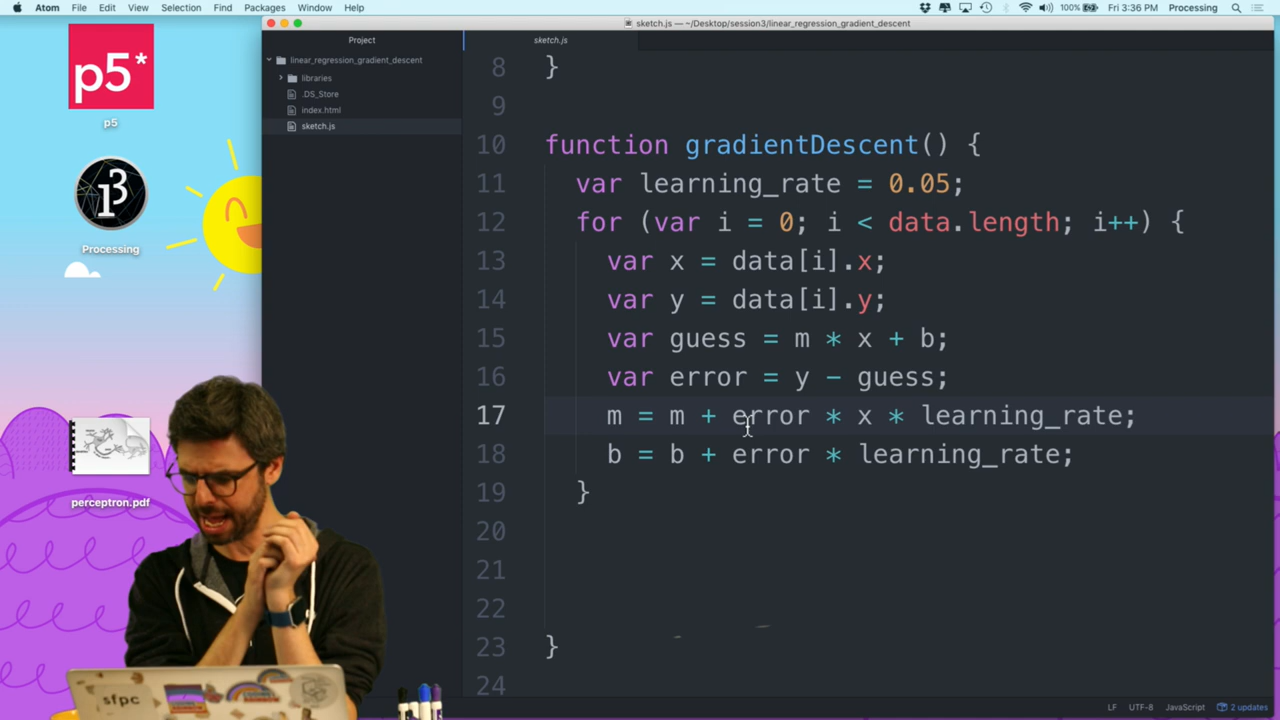 Atom File Edit View Selection Find Packages Window Help 100% Fri 3:36 PM Processing
sketch.js — ~/Desktop/session3/linear_regression_gradient_descent
Project
sketch.js
linear_regression_gradient_descent
libraries
.DS_Store
index.html
sketch.js
p5*
p5
Processing
perceptron.pdf
8 }
9
10 function gradientDescent() {
11 var learning_rate = 0.05;
12 for (var i = 0; i < data.length; i++) {
13 var x = data[i].x;
14 var y = data[i].y;
15 var guess = m * x + b;
16 var error = y - guess;
17 m = m + error * x * learning_rate;
18 b = b + error * learning_rate;
19 }
20
21
22
23 }
24
sfpc
LF UTF-8 JavaScript 2 updates